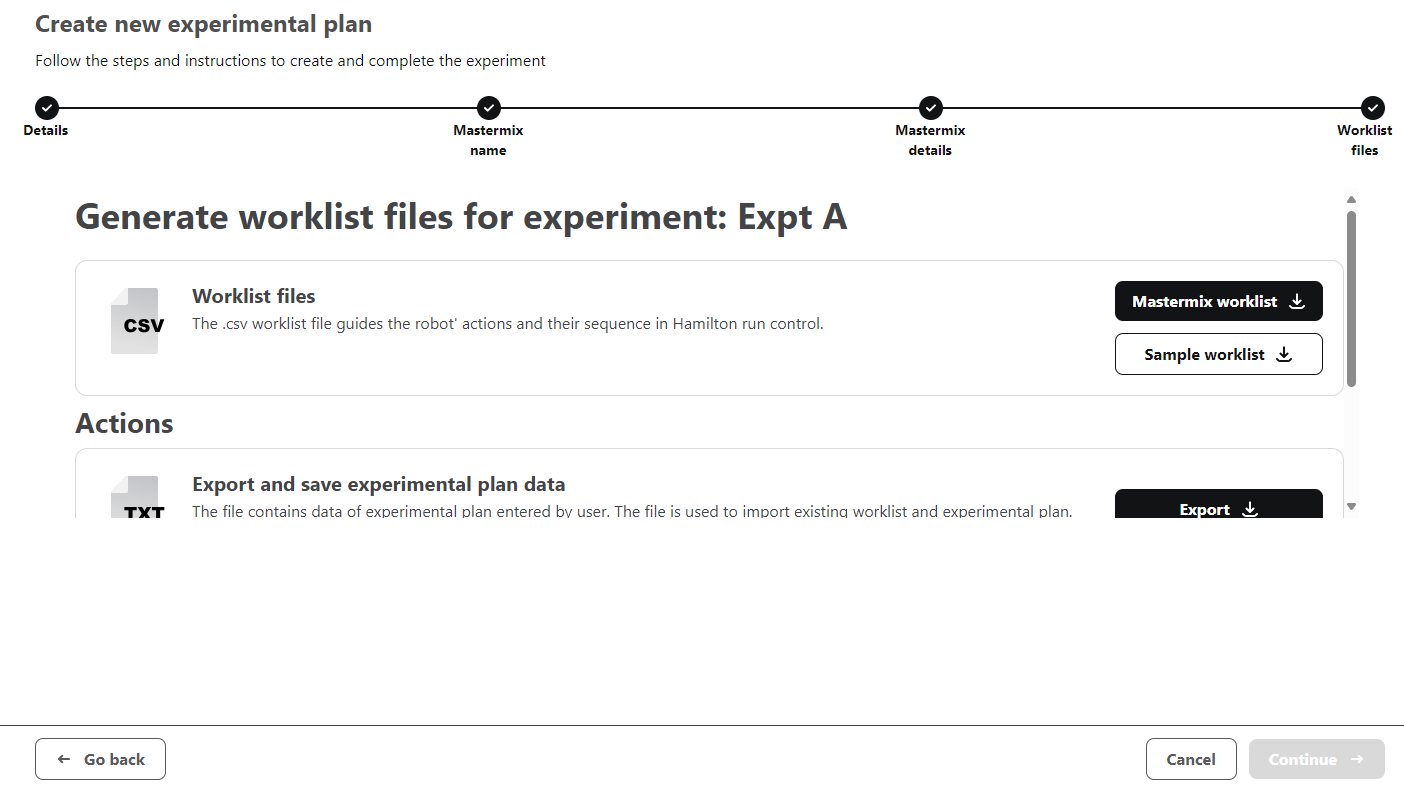 Create new experimental plan
Follow the steps and instructions to create and complete the experiment
Details
Mastermix
name
Mastermix
details
Worklist
files
Generate worklist files for experiment: Expt A
CSV
Worklist files
The .csv worklist file guides the robot' actions and their sequence in Hamilton run control.
Mastermix worklist
Sample worklist
Actions
TXT
Export and save experimental plan data
The file contains data of experimental plan entered by user. The file is used to import existing worklist and experimental plan.
Export
Go back
Cancel
Continue